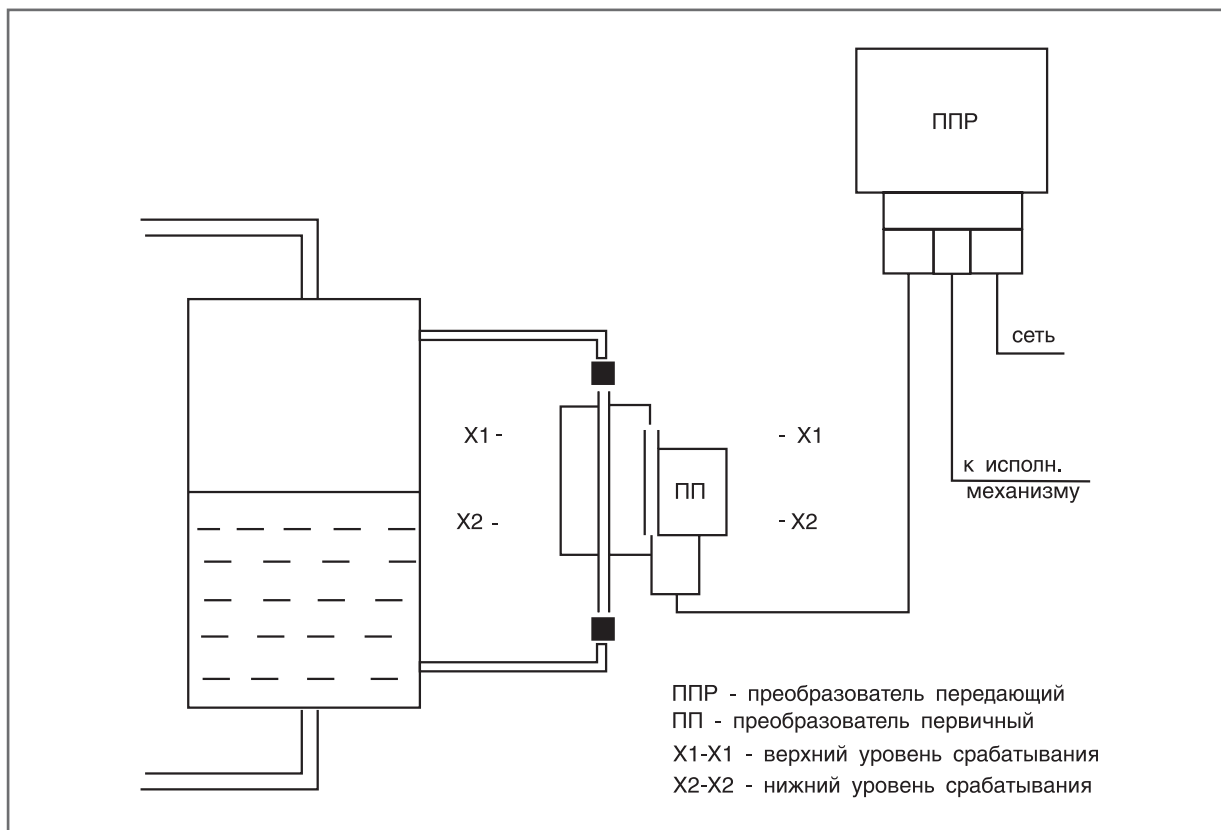 ППР
сеть
X1 -
- X1
к исполн.
механизму
ПП
X2 -
- X2
ППР - преобразователь передающий
ПП - преобразователь первичный
X1-X1 - верхний уровень срабатывания
X2-X2 - нижний уровень срабатывания